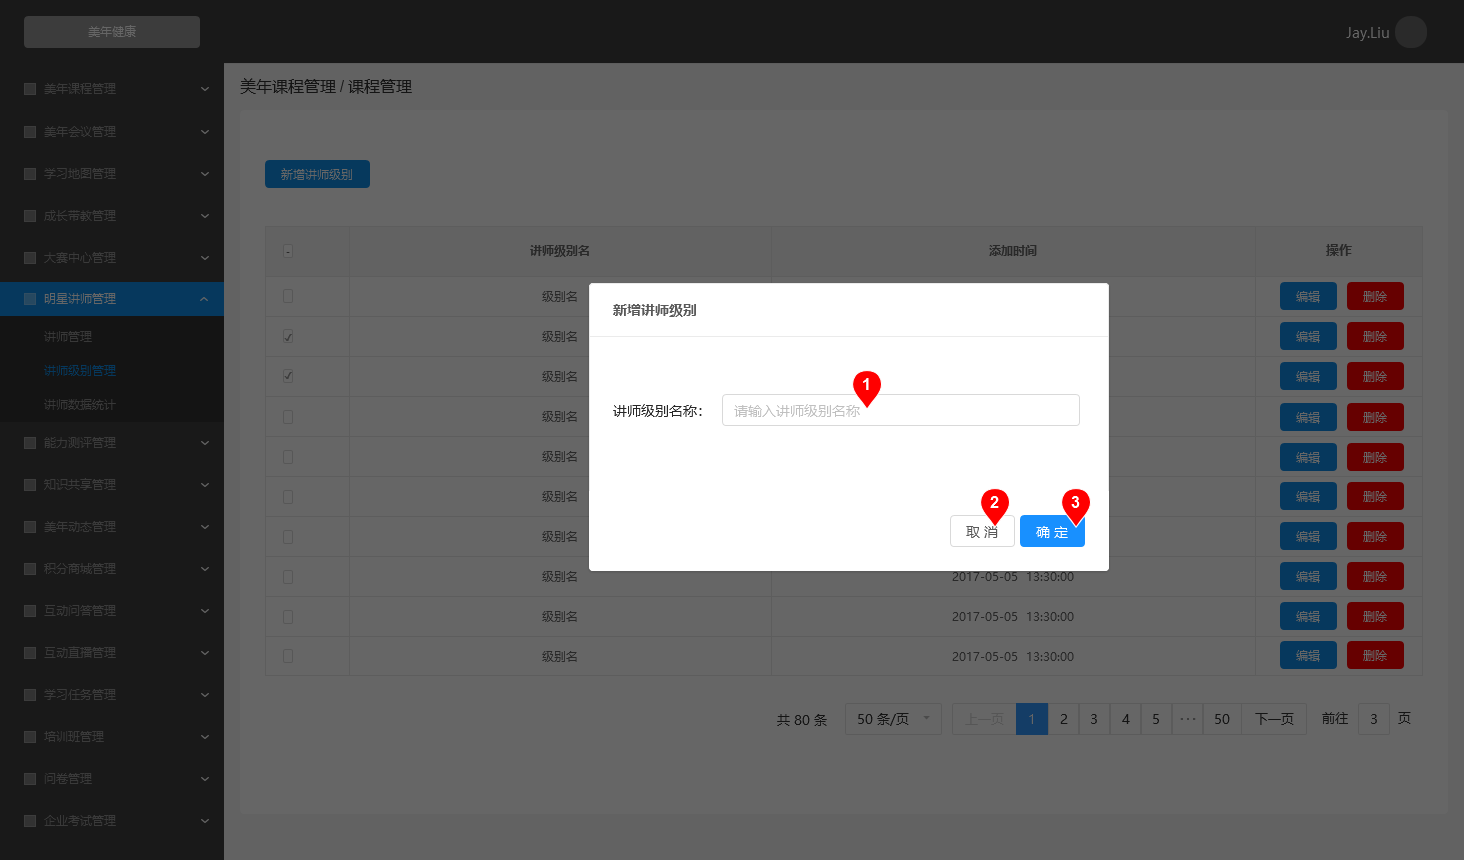 美年健康
Jay.Liu
美年课程管理
美年会议管理
学习地图管理
成长带教管理
大赛中心管理
明星讲师管理
讲师管理
讲师级别管理
讲师数据统计
能力测评管理
知识共享管理
美年动态管理
积分商城管理
互动问答管理
互动直播管理
学习任务管理
培训班管理
问卷管理
企业考试管理
美年课程管理 / 课程管理
新增讲师级别
讲师级别名 添加时间 操作
级别名 编辑 删除
级别名 编辑 删除
级别名 编辑 删除
级别名 编辑 删除
级别名 编辑 删除
级别名 编辑 删除
级别名 编辑 删除
级别名 2017-05-05 13:30:00 编辑 删除
级别名 2017-05-05 13:30:00 编辑 删除
级别名 2017-05-05 13:30:00 编辑 删除
新增讲师级别
1
讲师级别名称： 请输入讲师级别名称
2 3
取 消 确 定
共 80 条 50 条/页 上一页 1 2 3 4 5 ··· 50 下一页 前往 3 页